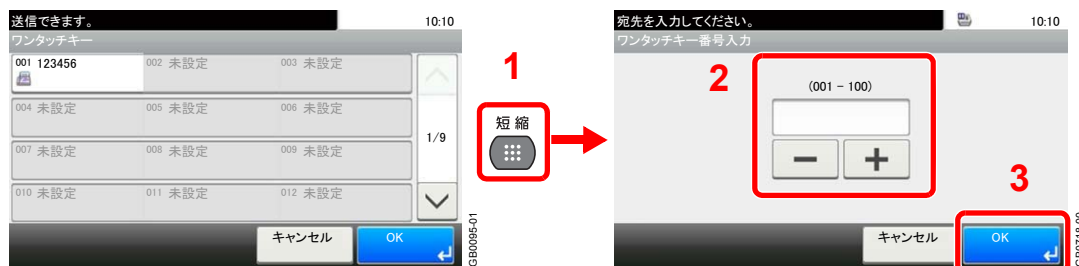 送信できます。
10:10
ワンタッチキー
001 123456
002 未設定
003 未設定
004 未設定
005 未設定
006 未設定
007 未設定
008 未設定
009 未設定
010 未設定
011 未設定
012 未設定
1/9
キャンセル
OK
GB0095-01
1
短縮
宛先を入力してください。
10:10
ワンタッチキー番号入力
2
(001 - 100)
3
キャンセル
OK